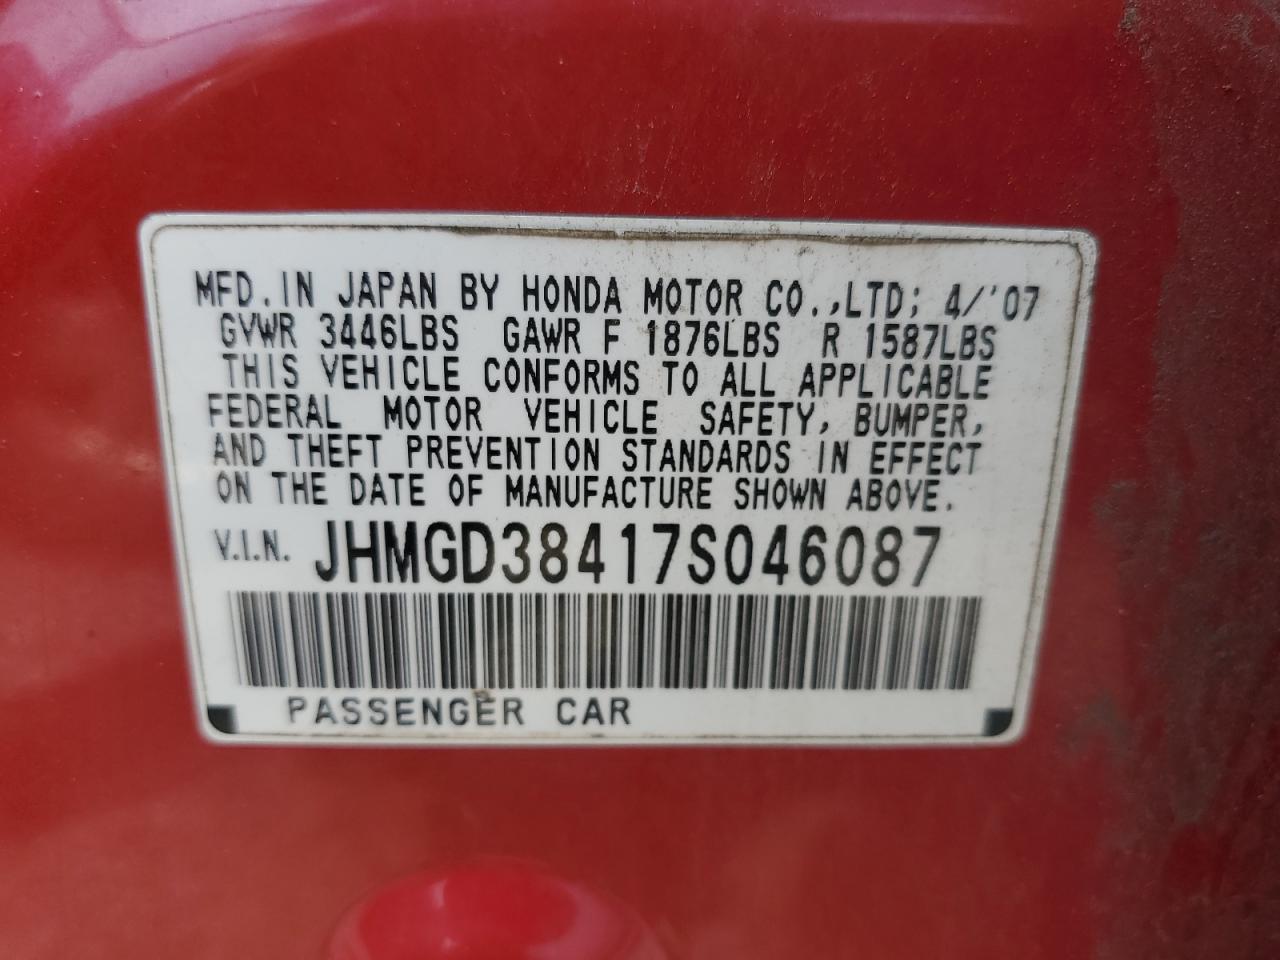 MFD.IN JAPAN BY HONDA MOTOR CO.,LTD; 4/'07
GVWR 3446LBS GAWR F 1876LBS R 1587LBS
THIS VEHICLE CONFORMS TO ALL APPLICABLE
FEDERAL MOTOR VEHICLE SAFETY, BUMPER,
AND THEFT PREVENTION STANDARDS IN EFFECT
ON THE DATE OF MANUFACTURE SHOWN ABOVE.
V.I.N. JHMGD38417S046087
PASSENGER CAR